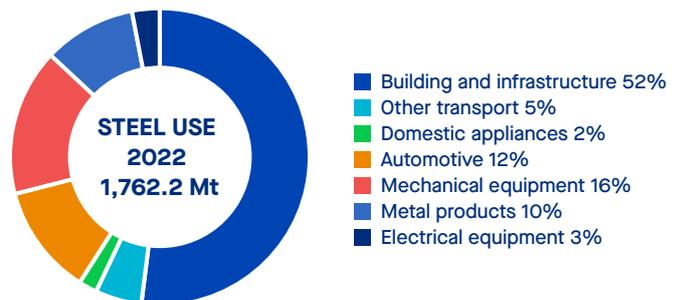 STEEL USE
2022
1,762.2 Mt
Building and infrastructure 52%
Other transport 5%
Domestic appliances 2%
Automotive 12%
Mechanical equipment 16%
Metal products 10%
Electrical equipment 3%